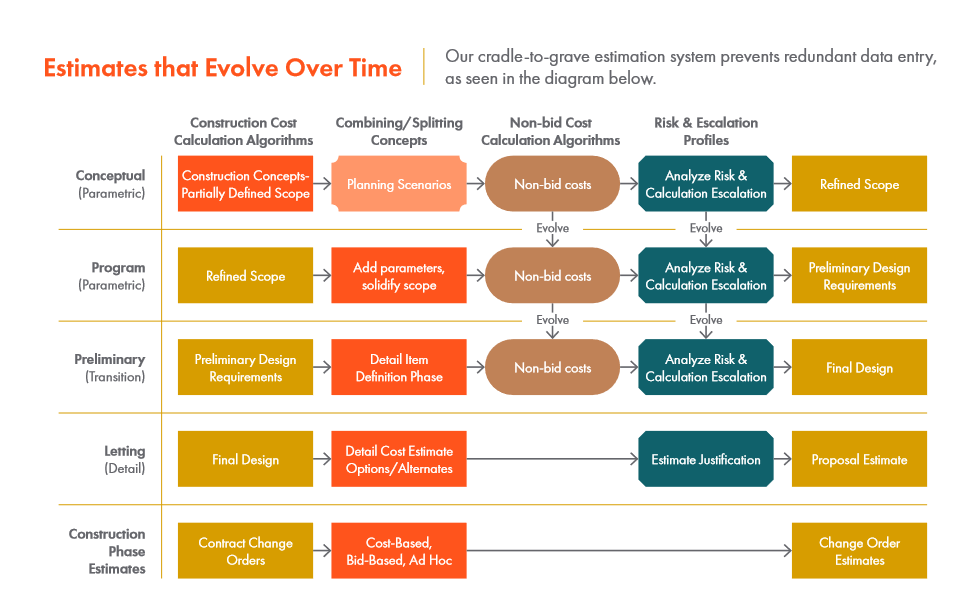 Estimates that Evolve Over Time
Our cradle-to-grave estimation system prevents redundant data entry,
as seen in the diagram below.
Construction Cost
Calculation Algorithms
Combining/Splitting
Concepts
Non-bid Cost
Calculation Algorithms
Risk & Escalation
Profiles
Conceptual
(Parametric)
Construction Concepts-
Partially Defined Scope
Planning Scenarios
Non-bid costs
Analyze Risk &
Calculation Escalation
Refined Scope
Evolve
Evolve
Program
(Parametric)
Refined Scope
Add parameters,
solidify scope
Non-bid costs
Analyze Risk &
Calculation Escalation
Preliminary Design
Requirements
Evolve
Evolve
Preliminary
(Transition)
Preliminary Design
Requirements
Detail Item
Definition Phase
Non-bid costs
Analyze Risk &
Calculation Escalation
Final Design
Letting
(Detail)
Final Design
Detail Cost Estimate
Options/Alternates
Estimate Justification
Proposal Estimate
Construction
Phase
Estimates
Contract Change
Orders
Cost-Based,
Bid-Based, Ad Hoc
Change Order
Estimates